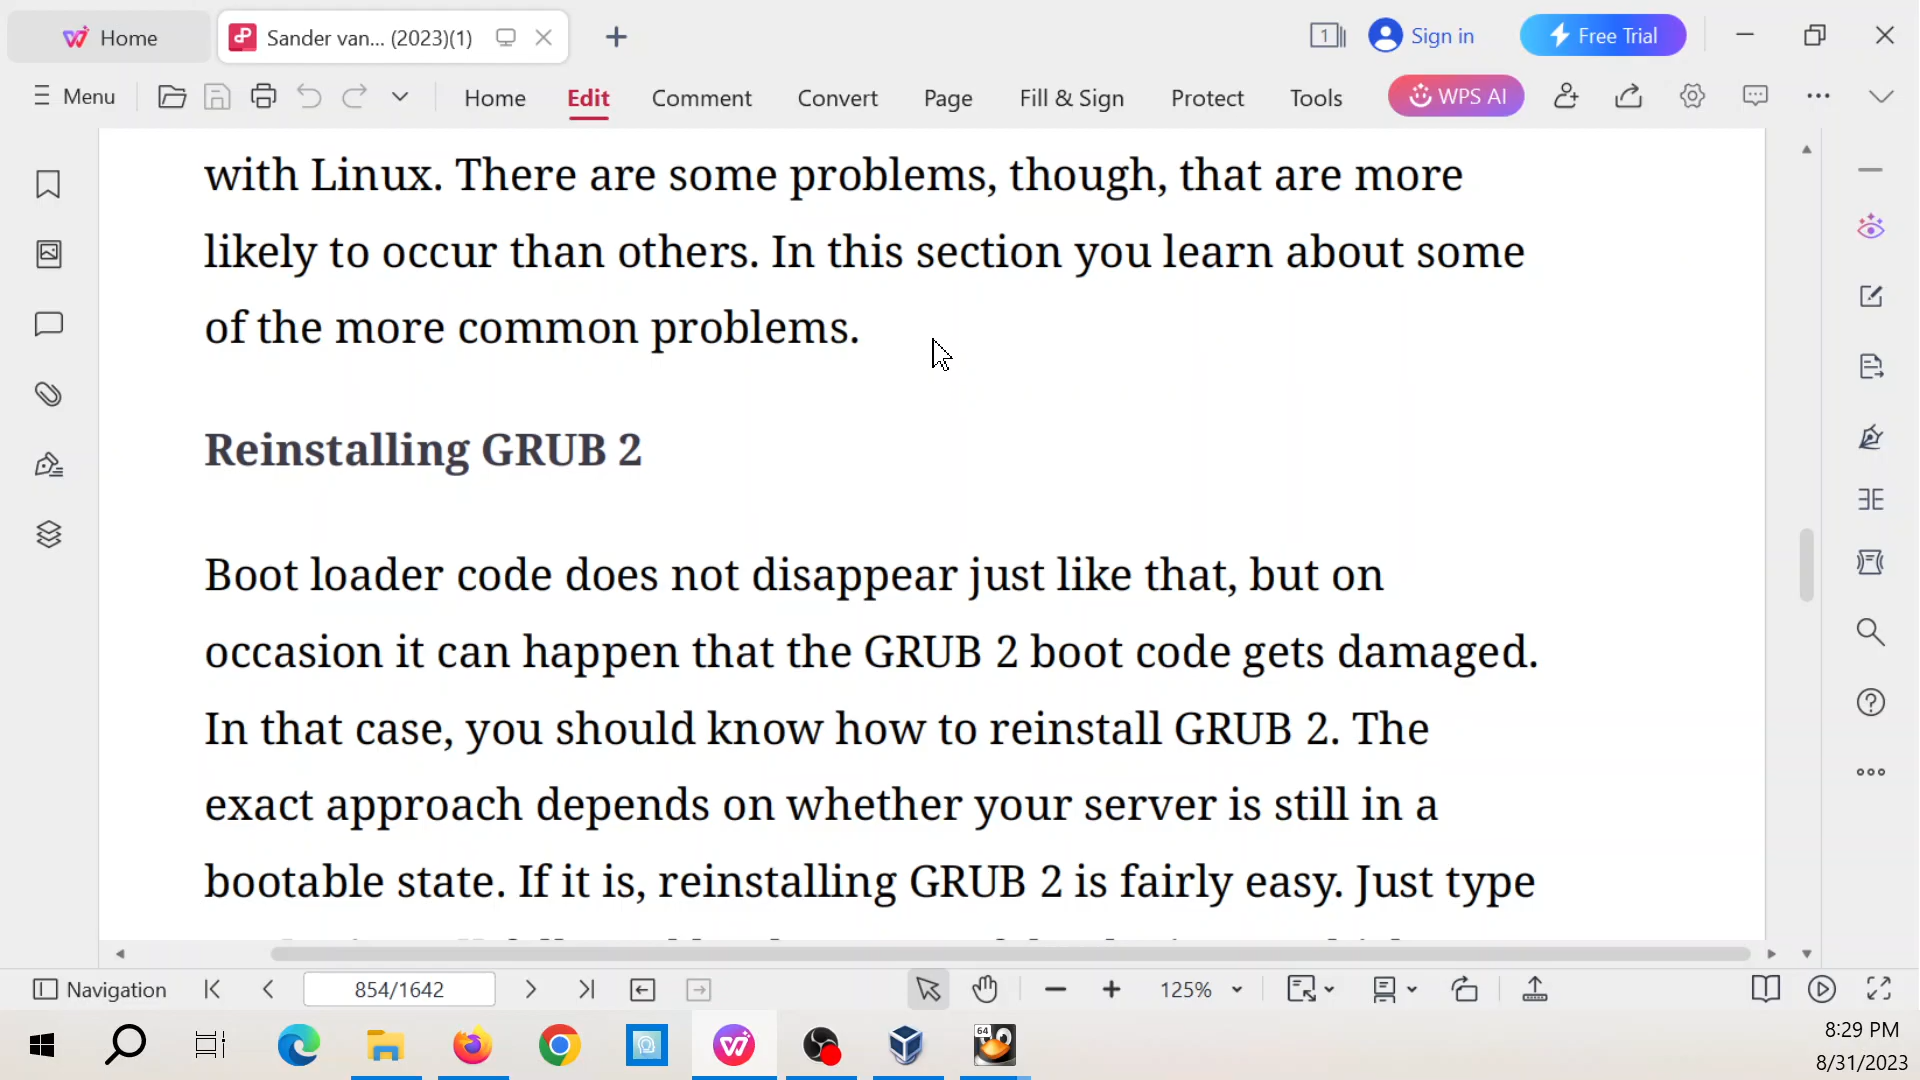 Home
Sander van... (2023)(1)
1
Sign in
Free Trial
Menu
Home
Edit
Comment
Convert
Page
Fill & Sign
Protect
Tools
WPS AI
with Linux. There are some problems, though, that are more
likely to occur than others. In this section you learn about some
of the more common problems.
Reinstalling GRUB 2
Boot loader code does not disappear just like that, but on
occasion it can happen that the GRUB 2 boot code gets damaged.
In that case, you should know how to reinstall GRUB 2. The
exact approach depends on whether your server is still in a
bootable state. If it is, reinstalling GRUB 2 is fairly easy. Just type
Navigation
854/1642
125%
64
8:29 PM
8/31/2023